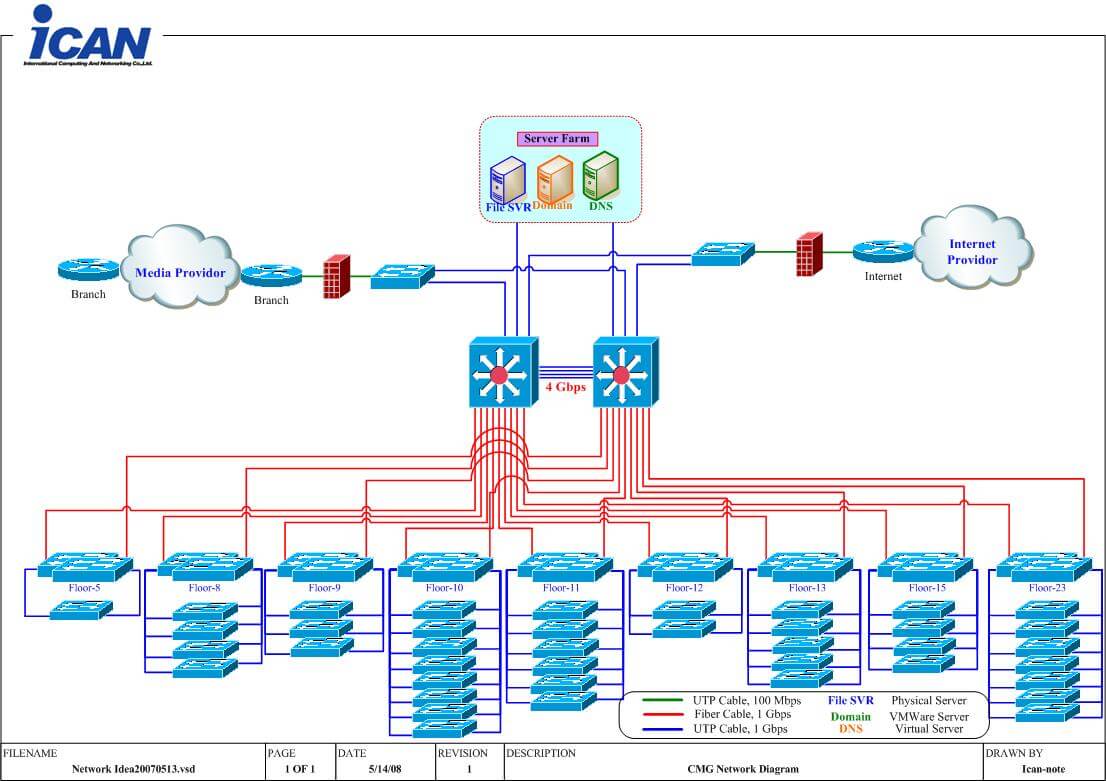 iCAN
International Computing And Networking Co.,Ltd.
Server Farm
File SVR Domain DNS
Media Providor
Internet
Providor
Branch
Branch
Internet
4 Gbps
Floor-5 Floor-8 Floor-9 Floor-10 Floor-11 Floor-12 Floor-13 Floor-15 Floor-23
UTP Cable, 100 Mbps File SVR Physical Server
Fiber Cable, 1 Gbps Domain VMWare Server
UTP Cable, 1 Gbps DNS Virtual Server
FILENAME PAGE DATE REVISION DESCRIPTION DRAWN BY
Network Idea20070513.vsd 1 OF 1 5/14/08 1 CMG Network Diagram Ican-note